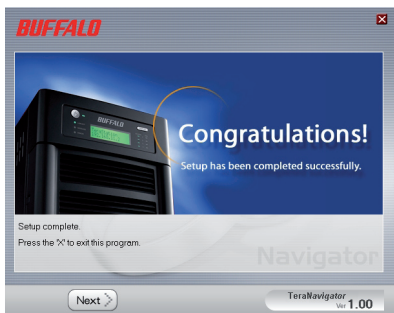 BUFFALO
BUFFALO
Congratulations!
Setup has been completed successfully.
Setup complete.
Press the 'X' to exit this program.
Navigator
Next
TeraNavigator
Ver 1.00